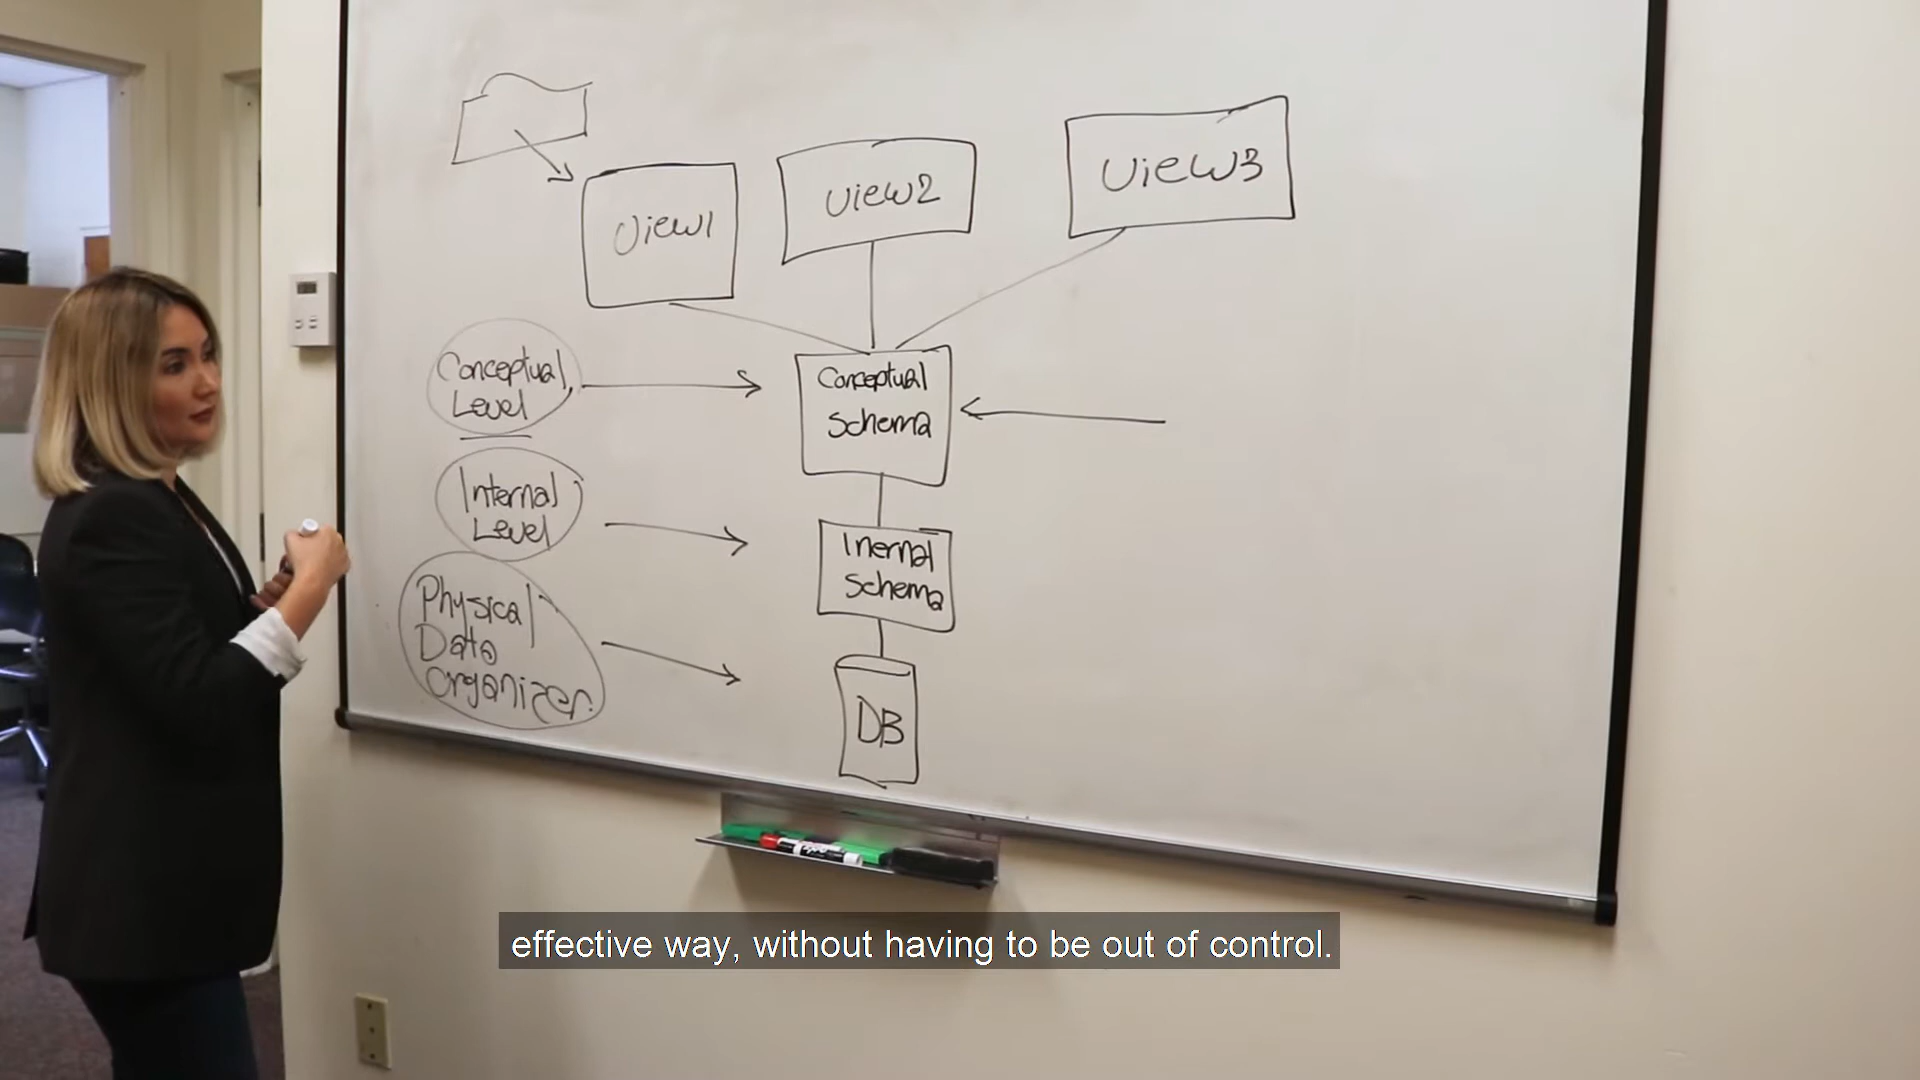 View1
View2
View3
Conceptual
Level
Conceptual
Schema
Internal
Level
Inernal
Schema
Physical
Data
Organizer.
DB
effective way, without having to be out of control.